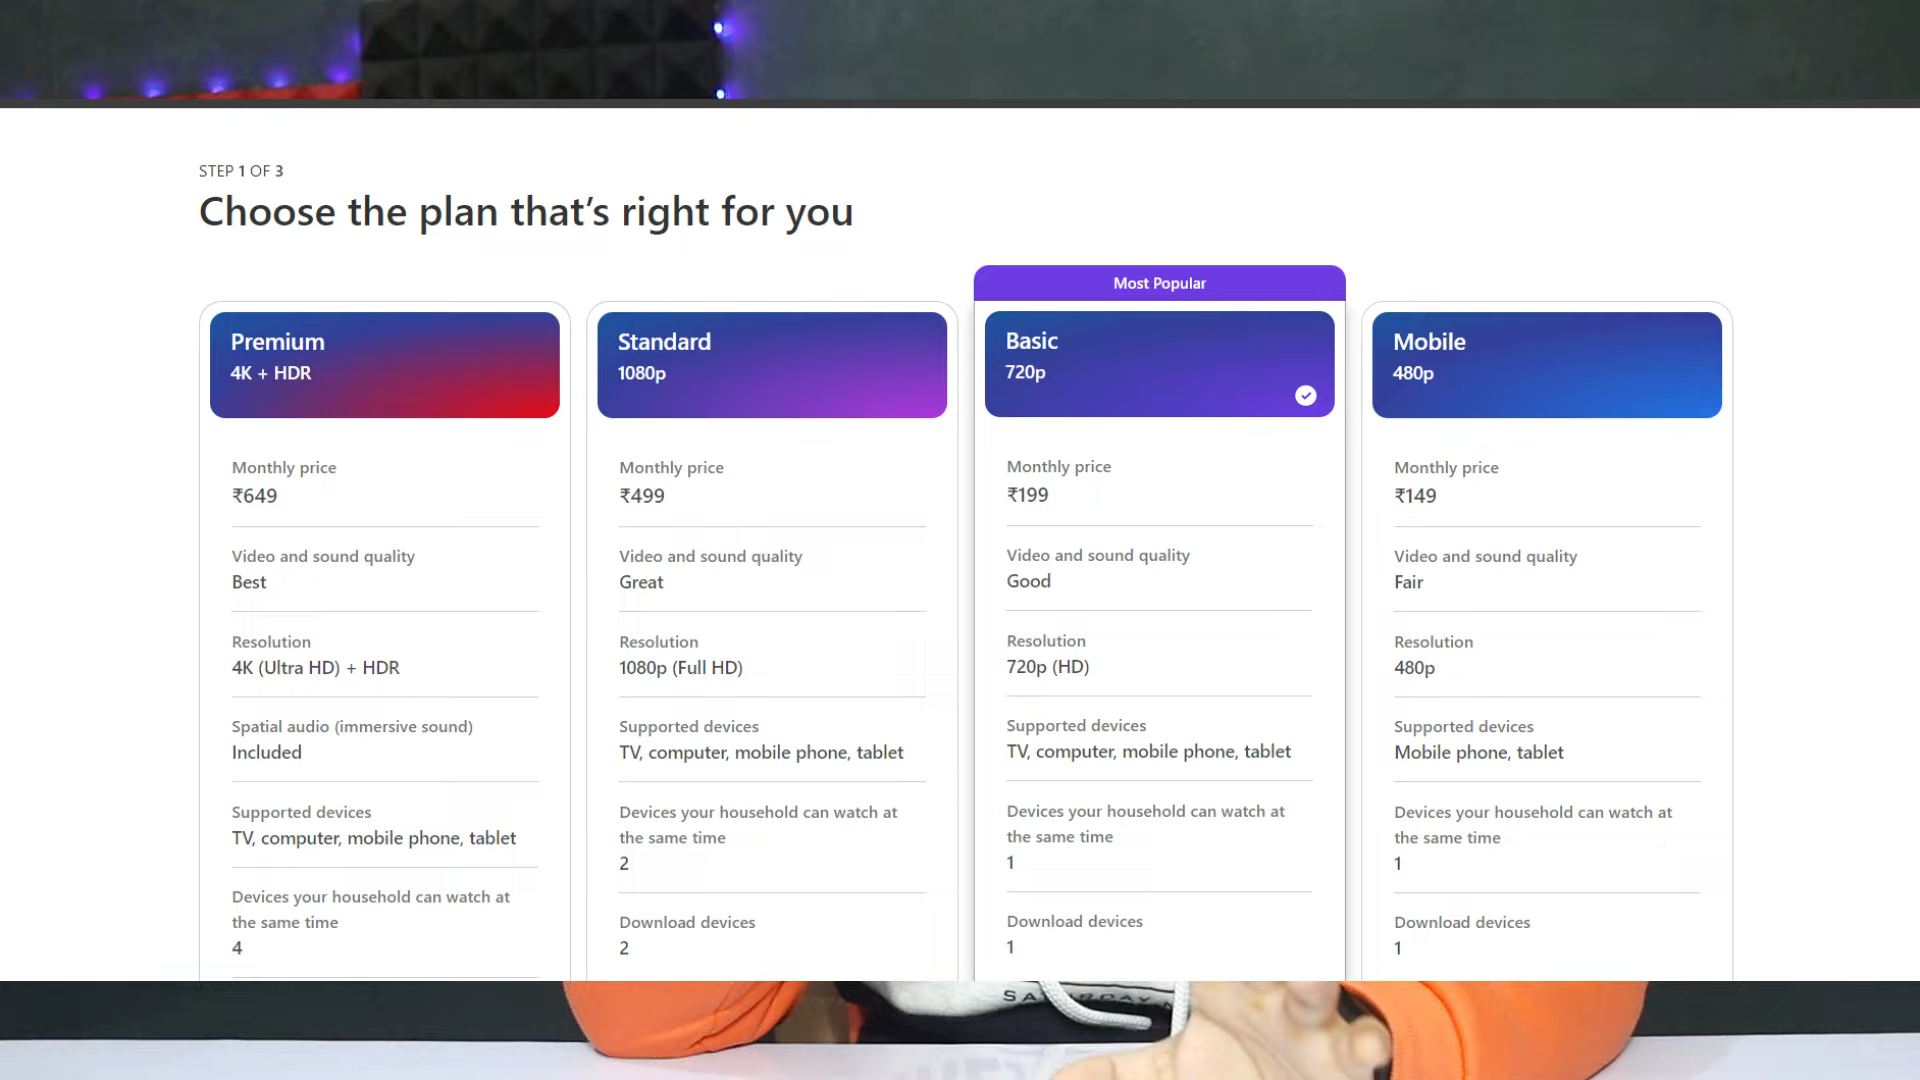 STEP 1 OF 3
Choose the plan that's right for you
Premium
4K + HDR
Monthly price
₹649
Video and sound quality
Best
Resolution
4K (Ultra HD) + HDR
Spatial audio (immersive sound)
Included
Supported devices
TV, computer, mobile phone, tablet
Devices your household can watch at
the same time
4
Standard
1080p
Monthly price
₹499
Video and sound quality
Great
Resolution
1080p (Full HD)
Supported devices
TV, computer, mobile phone, tablet
Devices your household can watch at
the same time
2
Download devices
2
Most Popular
Basic
720p
Monthly price
₹199
Video and sound quality
Good
Resolution
720p (HD)
Supported devices
TV, computer, mobile phone, tablet
Devices your household can watch at
the same time
1
Download devices
1
Mobile
480p
Monthly price
₹149
Video and sound quality
Fair
Resolution
480p
Supported devices
Mobile phone, tablet
Devices your household can watch at
the same time
1
Download devices
1